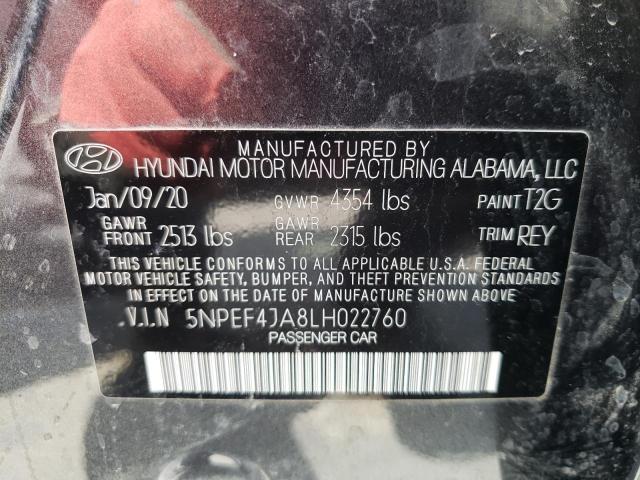 MANUFACTURED BY
HYUNDAI MOTOR MANUFACTURING ALABAMA, LLC
Jan/09/20 GVWR 4354 lbs PAINT T2G
GAWR FRONT 2513 lbs GAWR REAR 2315 lbs TRIM REY
THIS VEHICLE CONFORMS TO ALL APPLICABLE U.S.A. FEDERAL
MOTOR VEHICLE SAFETY, BUMPER, AND THEFT PREVENTION STANDARDS
IN EFFECT ON THE DATE OF MANUFACTURE SHOWN ABOVE.
.V.I.N 5NPEF4JA8LH022760
PASSENGER CAR